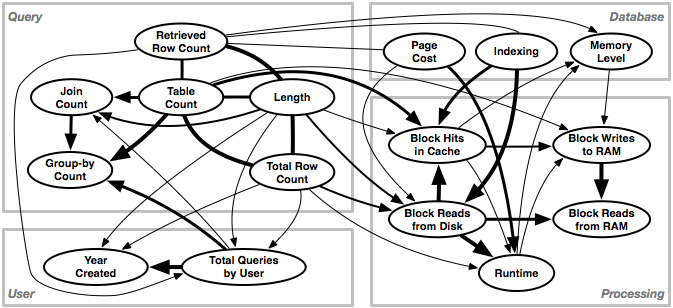 Query
Database
Retrieved
Row Count
Page
Cost
Indexing
Memory
Level
Join
Count
Table
Count
Length
Block Hits
in Cache
Block Writes
to RAM
Group-by
Count
Total Row
Count
Block Reads
from Disk
Block Reads
from RAM
Year
Created
Total Queries
by User
Runtime
User
Processing